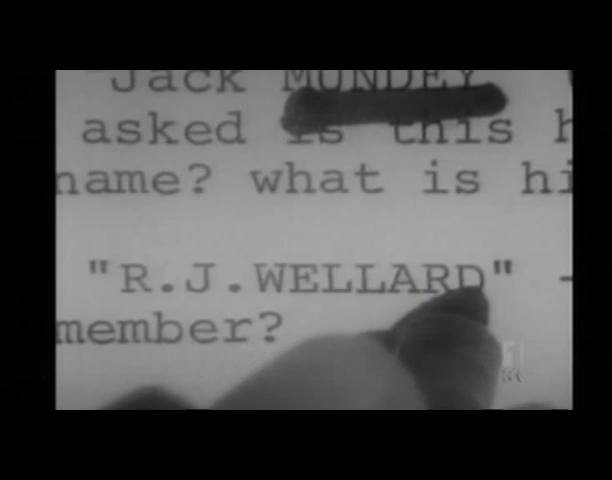 Jack MUNDEY
asked is this h
name? what is hi
"R.J.WELLARD" -
member?